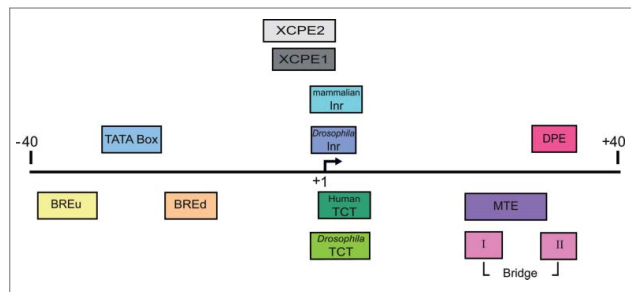 XCPE2
XCPE1
mammalian
Inr
-40
TATA Box
Drosophila
Inr
DPE
+40
+1
BREu
BREd
Human
TCT
MTE
Drosophila
TCT
I
II
Bridge